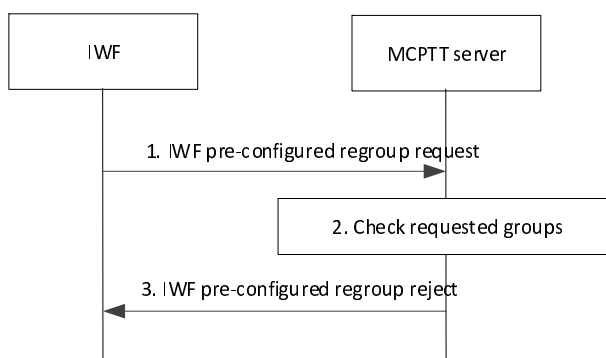 IWF
MCPTT server
1. IWF pre-configured regroup request
2. Check requested groups
3. IWF pre-configured regroup reject